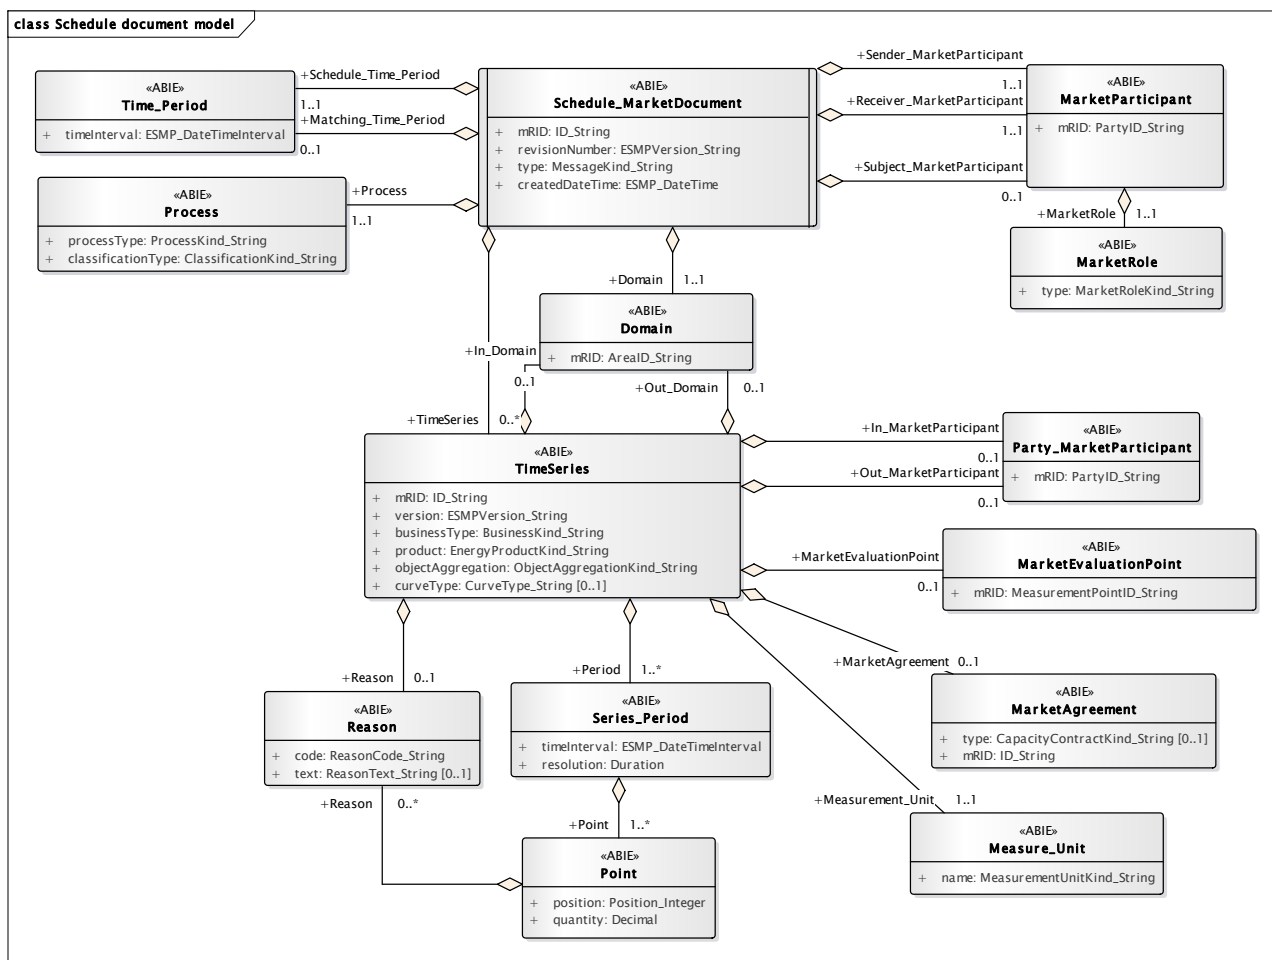 class Schedule document model
«ABIE»
Time_Period
+ timeInterval: ESMP_DateTimeInterval
+Schedule_Time_Period
1..1
+Matching_Time_Period
0..1
«ABIE»
Schedule_MarketDocument
+ mRID: ID_String
+ revisionNumber: ESMPVersion_String
+ type: MessageKind_String
+ createdDateTime: ESMP_DateTime
+Sender_MarketParticipant
1..1
+Receiver_MarketParticipant
1..1
+Subject_MarketParticipant
0..1
«ABIE»
MarketParticipant
+ mRID: PartyID_String
«ABIE»
Process
+ processType: ProcessKind_String
+ classificationType: ClassificationKind_String
+Process
1..1
+MarketRole 1..1
«ABIE»
MarketRole
+ type: MarketRoleKind_String
+Domain 1..1
«ABIE»
Domain
+ mRID: AreaID_String
+In_Domain
0..1
+Out_Domain 0..1
+TimeSeries 0..*
«ABIE»
TimeSeries
+ mRID: ID_String
+ version: ESMPVersion_String
+ businessType: BusinessKind_String
+ product: EnergyProductKind_String
+ objectAggregation: ObjectAggregationKind_String
+ curveType: CurveType_String [0..1]
+In_MarketParticipant
0..1
+Out_MarketParticipant
0..1
«ABIE»
Party_MarketParticipant
+ mRID: PartyID_String
+MarketEvaluationPoint
0..1
«ABIE»
MarketEvaluationPoint
+ mRID: MeasurementPointID_String
+MarketAgreement 0..1
«ABIE»
MarketAgreement
+ type: CapacityContractKind_String [0..1]
+ mRID: ID_String
+Reason 0..1
«ABIE»
Reason
+ code: ReasonCode_String
+ text: ReasonText_String [0..1]
+Reason 0..*
+Period 1..*
«ABIE»
Series_Period
+ timeInterval: ESMP_DateTimeInterval
+ resolution: Duration
+Point 1..*
«ABIE»
Point
+ position: Position_Integer
+ quantity: Decimal
+Measurement_Unit 1..1
«ABIE»
Measure_Unit
+ name: MeasurementUnitKind_String